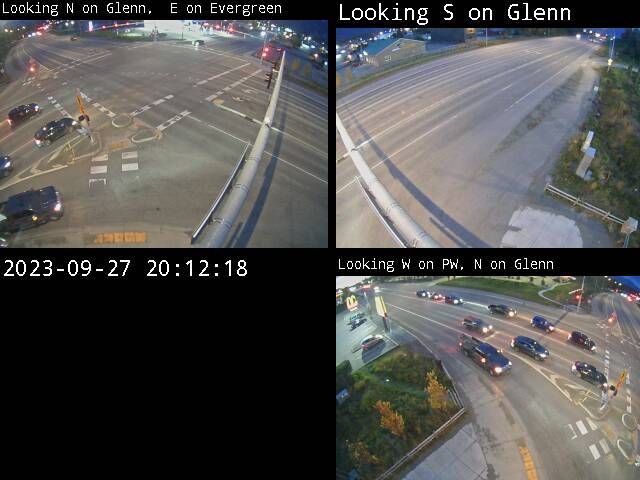 Looking N on Glenn, E on Evergreen
Looking S on Glenn
2023-09-27 20:12:18
Looking W on PW, N on Glenn